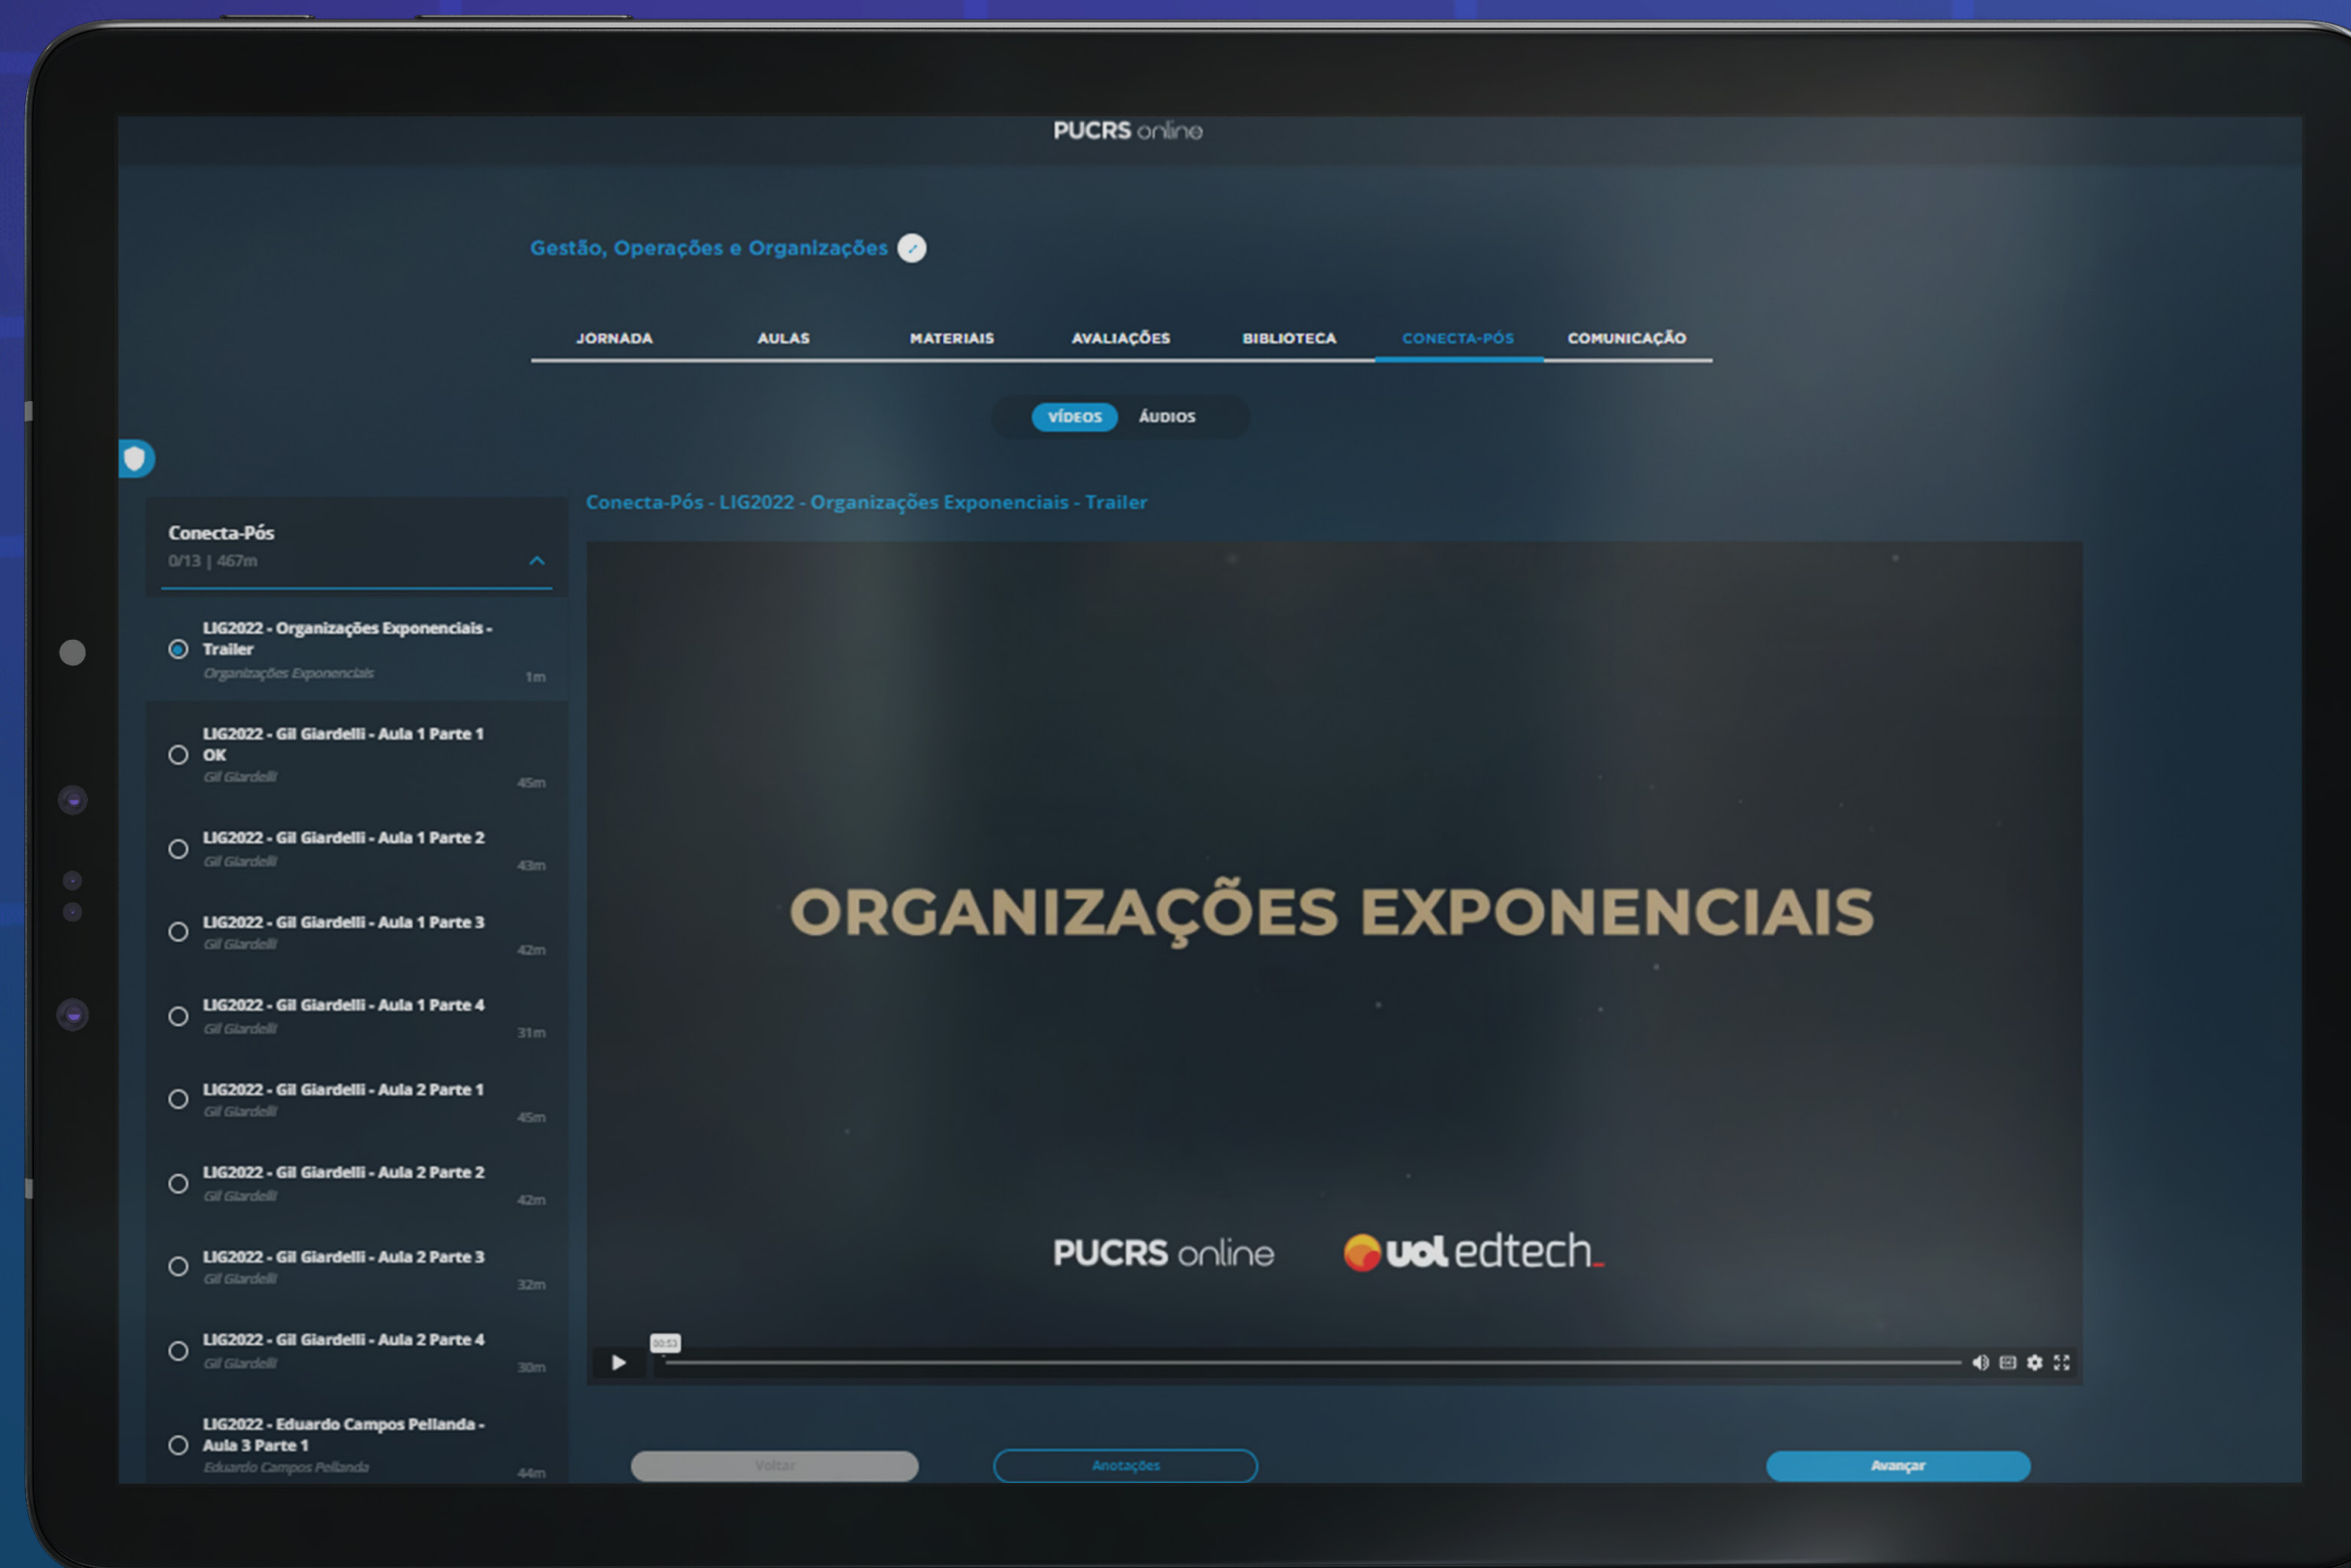 PUCRS online
Gestão, Operações e Organizações
JORNADA AULAS MATERIAIS AVALIAÇÕES BIBLIOTECA CONECTA-PÓS COMUNICAÇÃO
VÍDEOS ÁUDIOS
Conecta-Pós
0/13 | 467m
LIG2022 - Organizações Exponenciais -
Trailer
Organizações Exponenciais
1m
LIG2022 - Gil Giardelli - Aula 1 Parte 1
OK
Gil Giardelli
45m
LIG2022 - Gil Giardelli - Aula 1 Parte 2
Gil Giardelli
43m
LIG2022 - Gil Giardelli - Aula 1 Parte 3
Gil Giardelli
42m
LIG2022 - Gil Giardelli - Aula 1 Parte 4
Gil Giardelli
31m
LIG2022 - Gil Giardelli - Aula 2 Parte 1
Gil Giardelli
45m
LIG2022 - Gil Giardelli - Aula 2 Parte 2
Gil Giardelli
42m
LIG2022 - Gil Giardelli - Aula 2 Parte 3
Gil Giardelli
32m
LIG2022 - Gil Giardelli - Aula 2 Parte 4
Gil Giardelli
30m
LIG2022 - Eduardo Campos Pellanda -
Aula 3 Parte 1
Eduardo Campos Pellanda
44m
Conecta-Pós - LIG2022 - Organizações Exponenciais - Trailer
ORGANIZAÇÕES EXPONENCIAIS
PUCRS online uol edtech_
00:53
Voltar Anotações Avançar